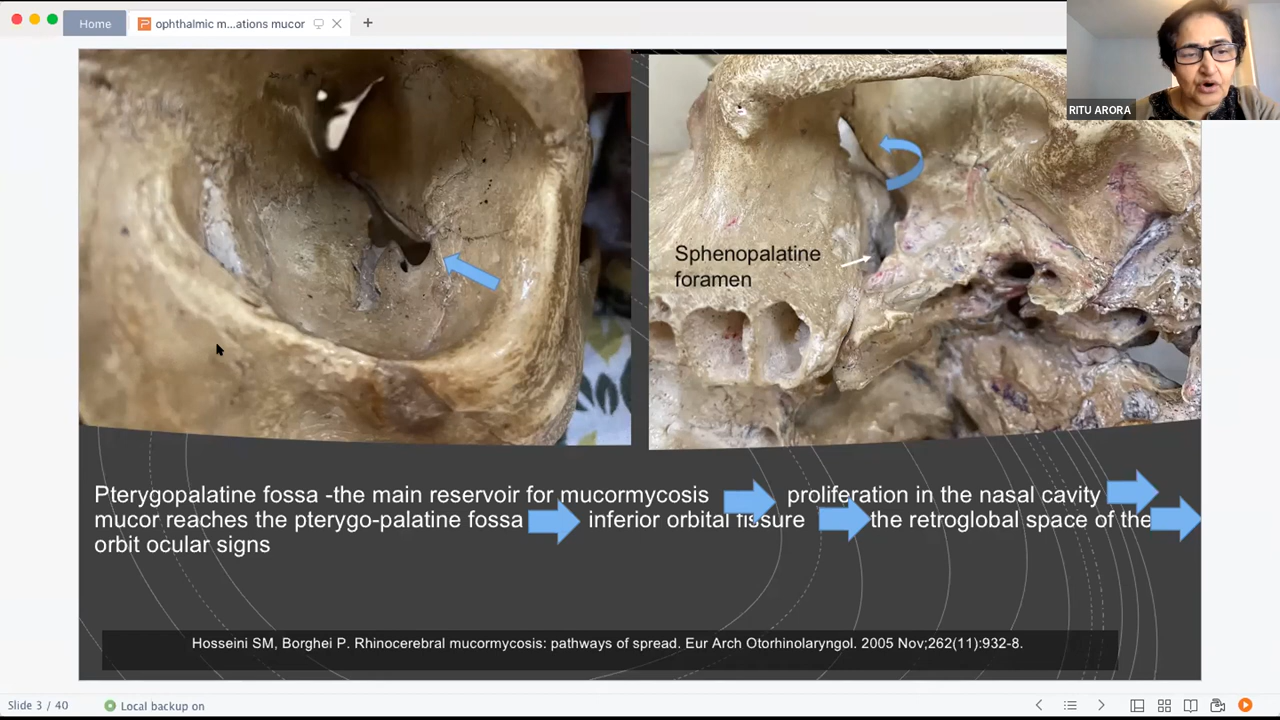 Home
ophthalmic m...ations mucor
RITU ARORA
Sphenopalatine
foramen
Pterygopalatine fossa -the main reservoir for mucormycosis proliferation in the nasal cavity
mucor reaches the pterygo-palatine fossa inferior orbital fissure the retroglobal space of the
orbit ocular signs
Hosseini SM, Borghei P. Rhinocerebral mucormycosis: pathways of spread. Eur Arch Otorhinolaryngol. 2005 Nov;262(11):932-8.
Slide 3 / 40
Local backup on